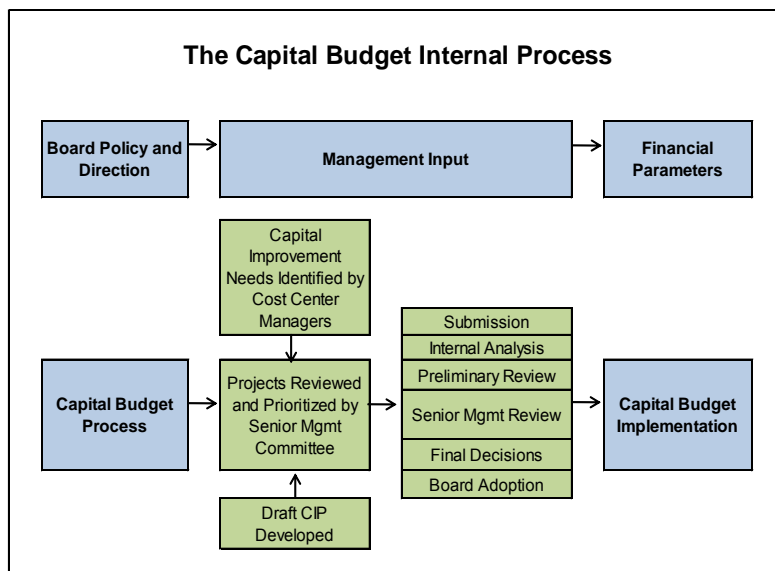 The Capital Budget Internal Process
Board Policy and
Direction
Management Input
Financial
Parameters
Capital
Improvement
Needs Identified by
Cost Center
Managers
Capital Budget
Process
Projects Reviewed
and Prioritized by
Senior Mgmt
Committee
Draft CIP
Developed
Submission
Internal Analysis
Preliminary Review
Senior Mgmt Review
Final Decisions
Board Adoption
Capital Budget
Implementation